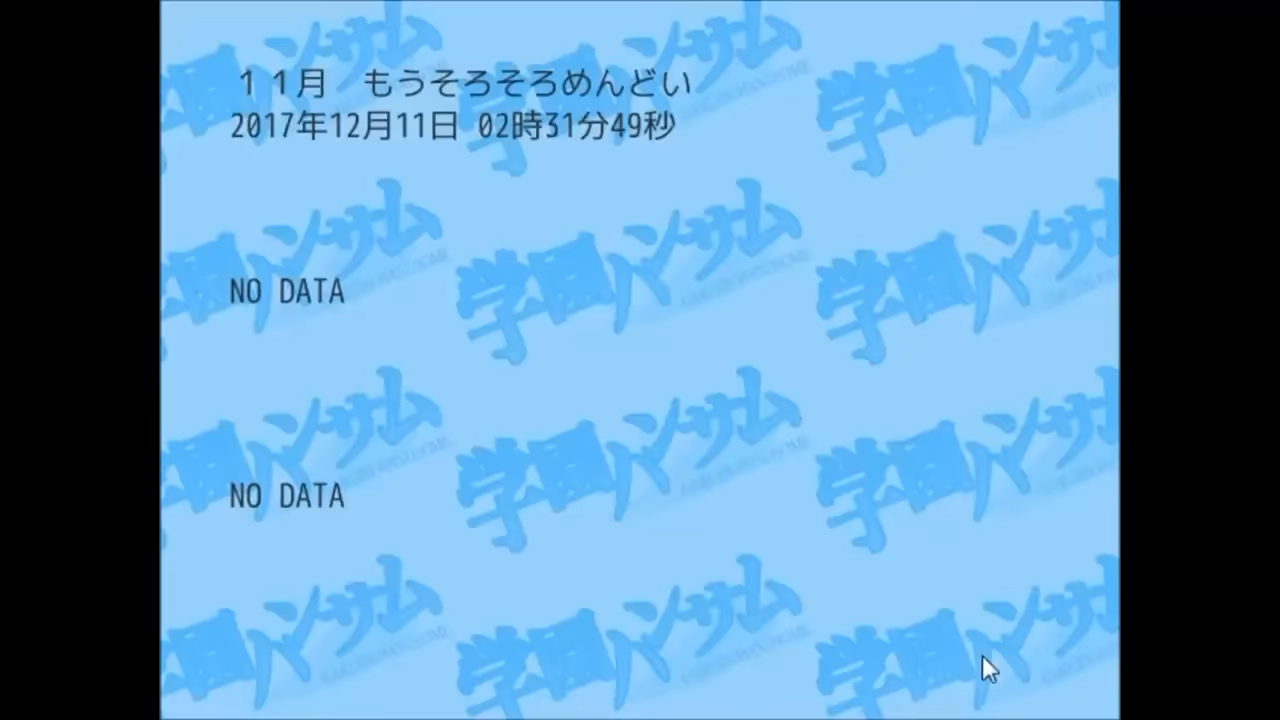 １１月　もうそろそろめんどい
2017年12月11日 02時31分49秒
NO DATA
NO DATA
学園ハンサム